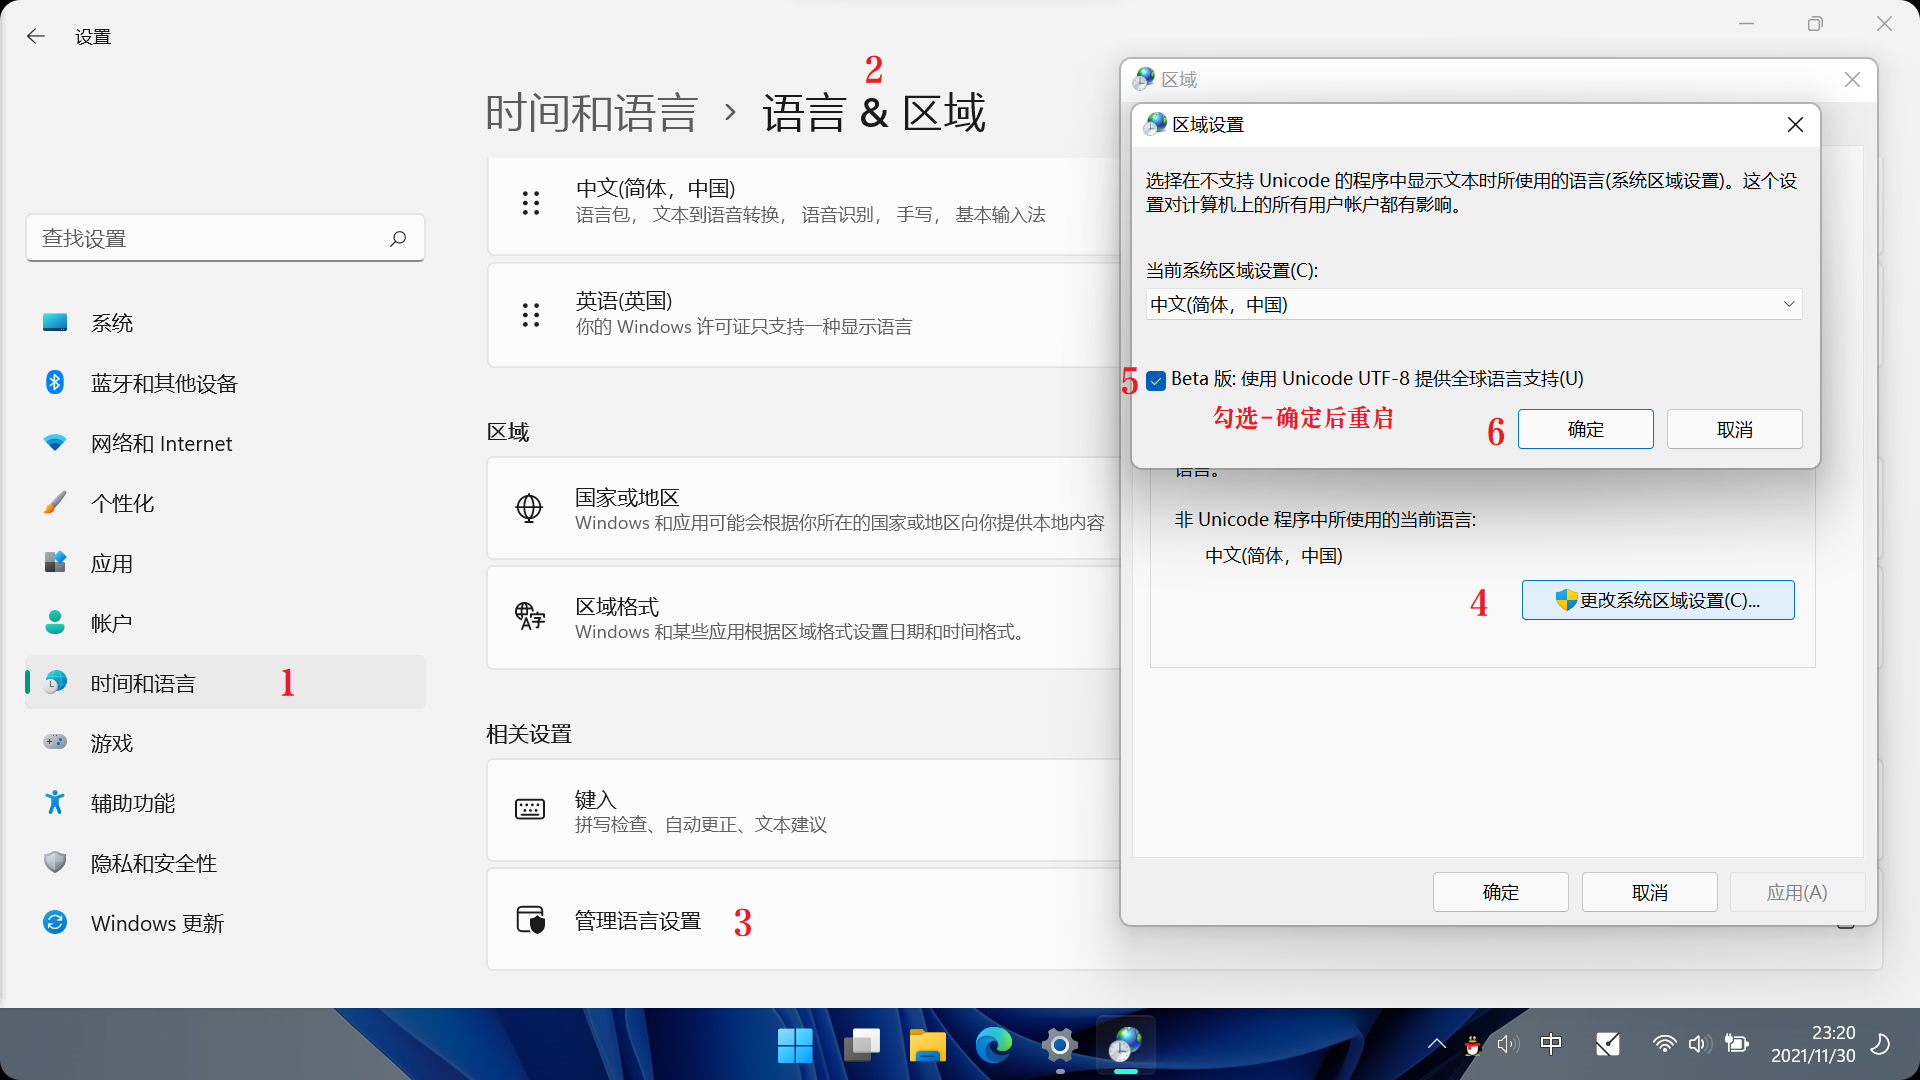 设置
2
时间和语言 › 语言 & 区域
查找设置
系统
蓝牙和其他设备
网络和 Internet
个性化
应用
帐户
时间和语言 1
游戏
辅助功能
隐私和安全性
Windows 更新
中文(简体，中国)
语言包， 文本到语音转换， 语音识别， 手写， 基本输入法
英语(英国)
你的 Windows 许可证只支持一种显示语言
区域
国家或地区
Windows 和应用可能会根据你所在的国家或地区向你提供本地内容
区域格式
Windows 和某些应用根据区域格式设置日期和时间格式。
相关设置
键入
拼写检查、自动更正、文本建议
管理语言设置 3
区域
区域设置
选择在不支持 Unicode 的程序中显示文本时所使用的语言(系统区域设置)。这个设
置对计算机上的所有用户帐户都有影响。
当前系统区域设置(C):
中文(简体，中国)
5 Beta 版: 使用 Unicode UTF-8 提供全球语言支持(U)
勾选-确定后重启
6 确定 取消
语言。
非 Unicode 程序中所使用的当前语言:
中文(简体，中国)
4 更改系统区域设置(C)...
确定 取消 应用(A)
中
23:20
2021/11/30